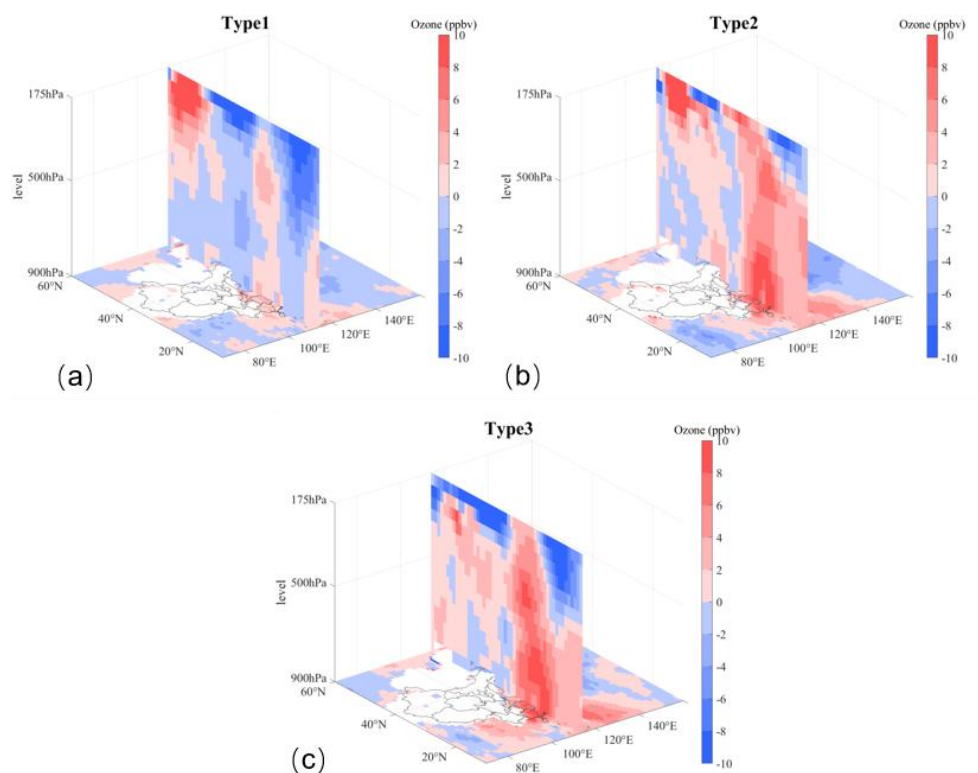 Type1
Ozone (ppbv)
10
8
6
4
2
0
-2
-4
-6
-8
-10
175hPa
500hPa
900hPa
level
60°N
40°N
20°N
80°E
100°E
120°E
140°E
(a)
Type2
Ozone (ppbv)
10
8
6
4
2
0
-2
-4
-6
-8
-10
175hPa
500hPa
900hPa
level
60°N
40°N
20°N
80°E
100°E
120°E
140°E
(b)
Type3
Ozone (ppbv)
10
8
6
4
2
0
-2
-4
-6
-8
-10
175hPa
500hPa
900hPa
level
60°N
40°N
20°N
80°E
100°E
120°E
140°E
(c)